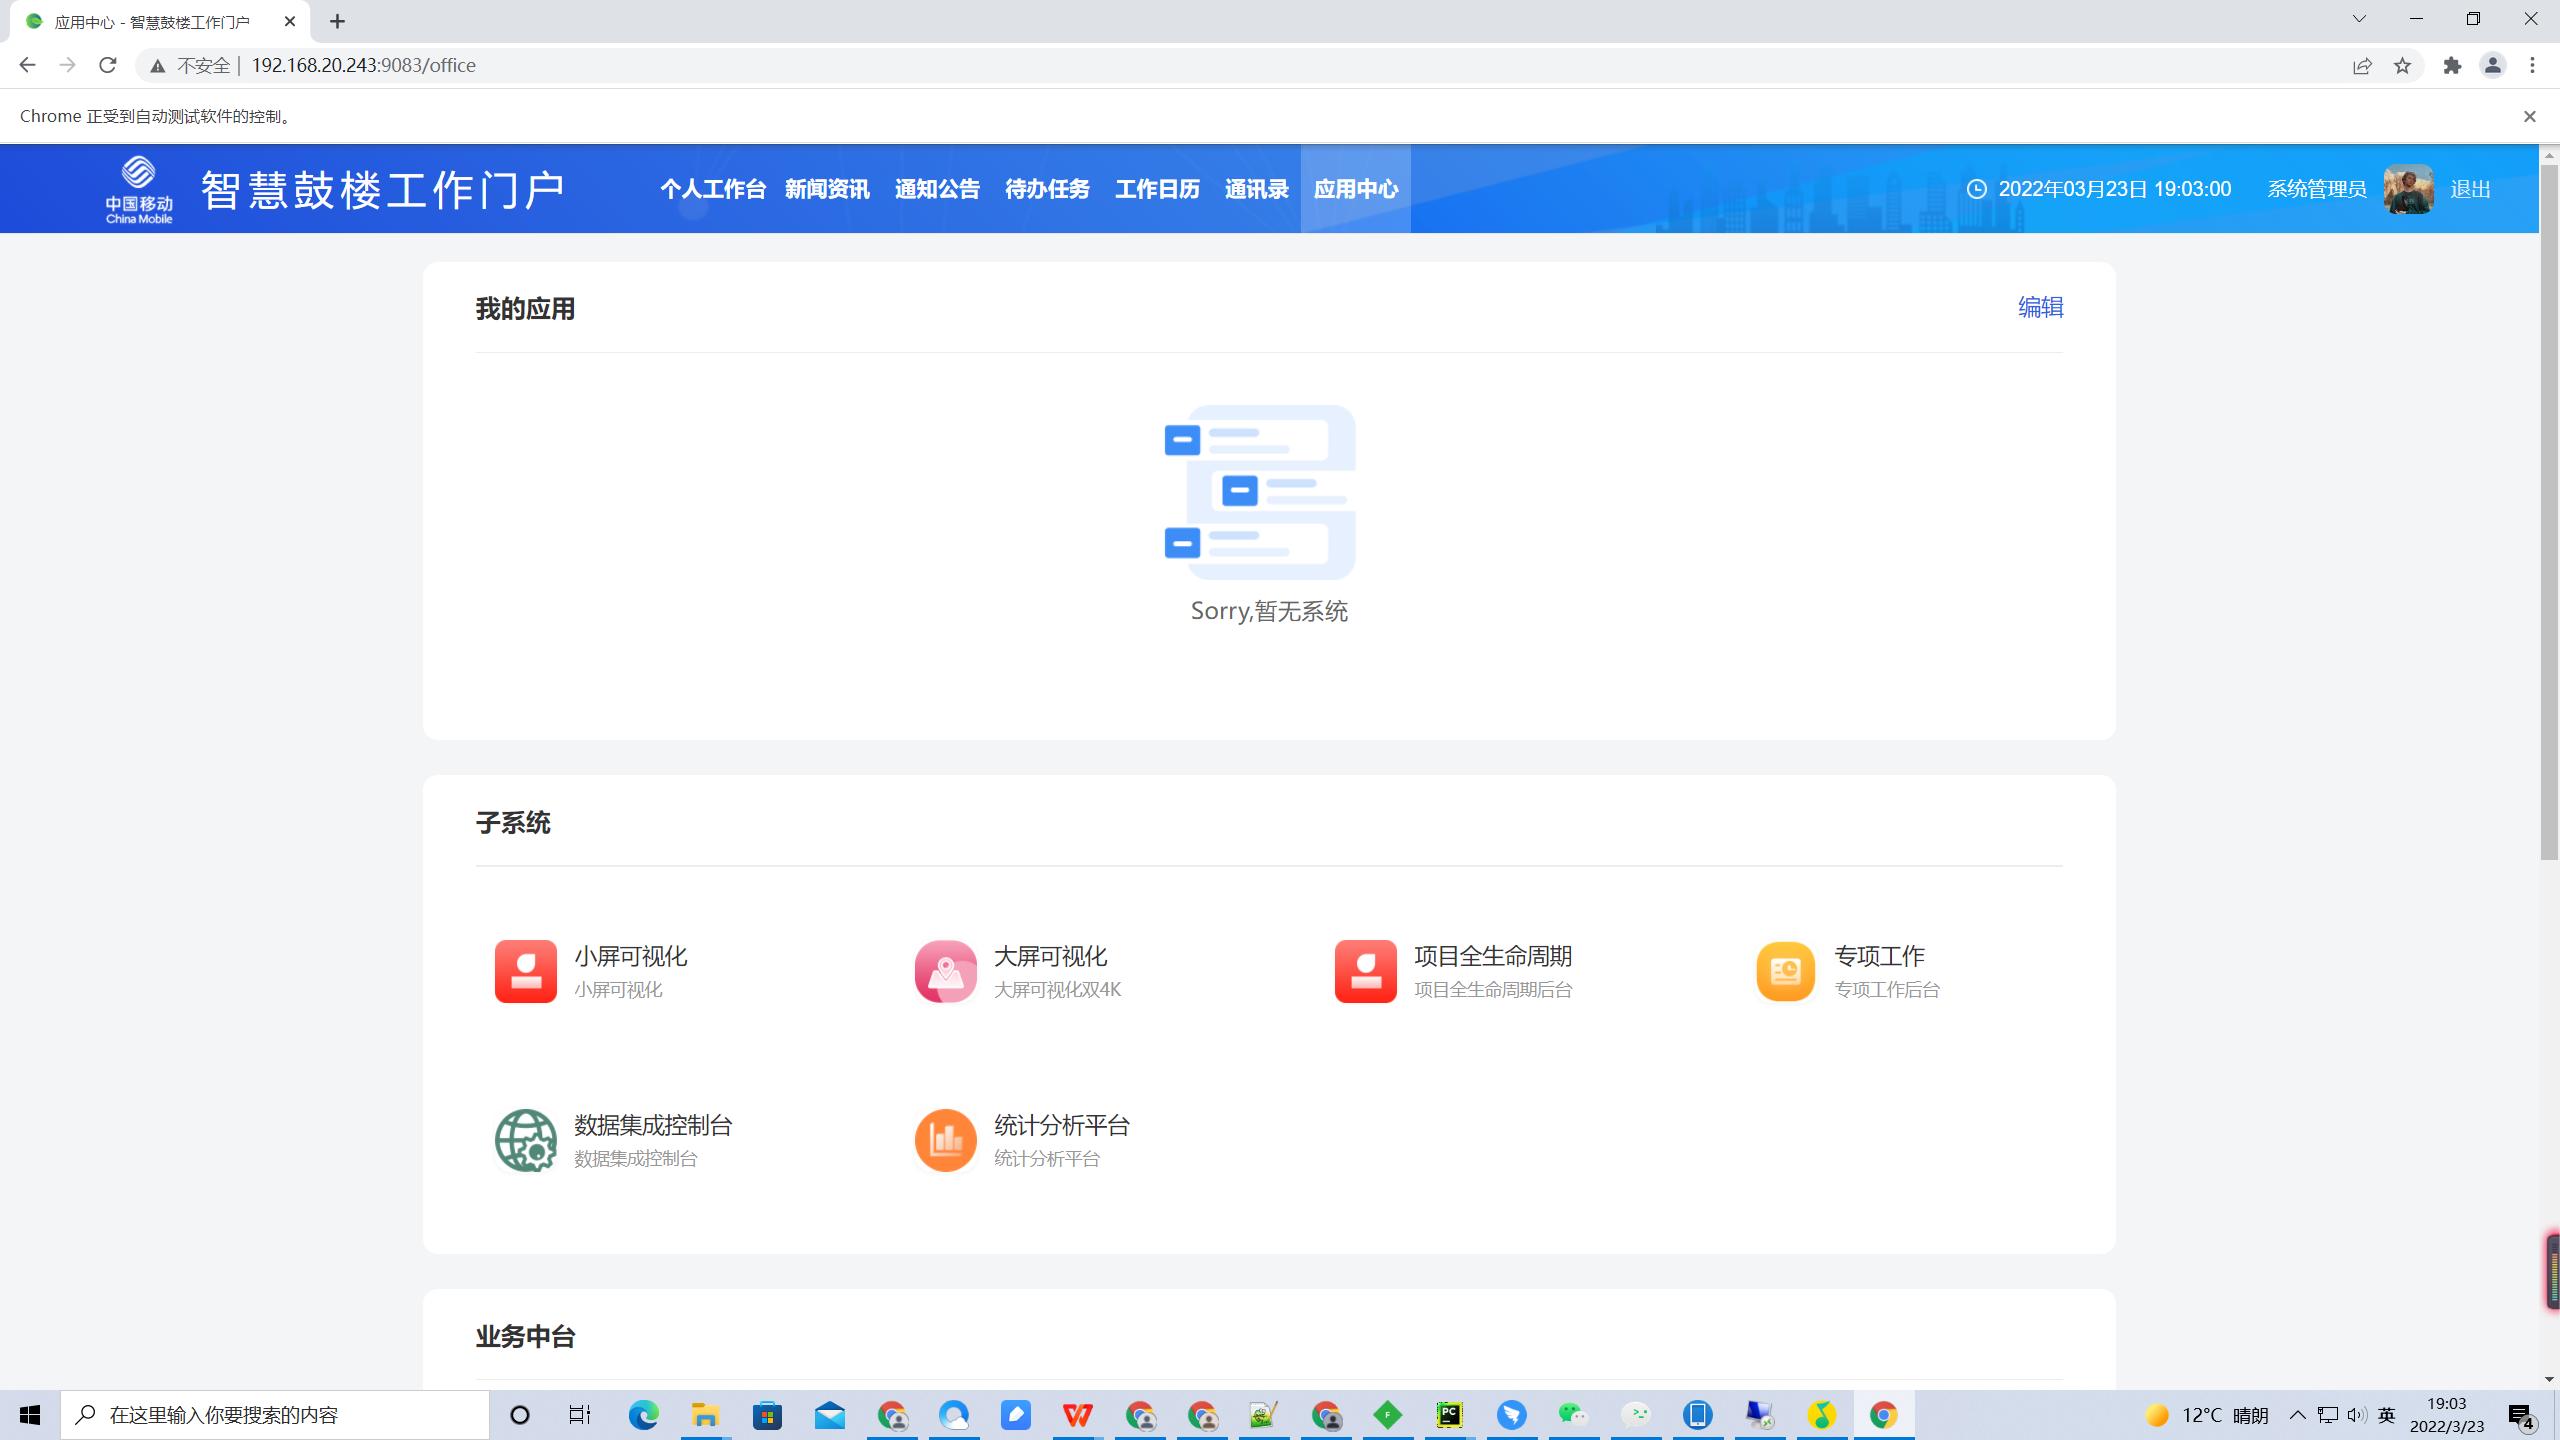 应用中心 - 智慧鼓楼工作门户
不安全 192.168.20.243:9083/office
Chrome 正受到自动测试软件的控制。
中国移动
China Mobile
智慧鼓楼工作门户
个人工作台 新闻资讯 通知公告 待办任务 工作日历 通讯录 应用中心
2022年03月23日 19:03:00 系统管理员 退出
我的应用 编辑
Sorry,暂无系统
子系统
小屏可视化 大屏可视化 项目全生命周期 专项工作
小屏可视化 大屏可视化双4K 项目全生命周期后台 专项工作后台
数据集成控制台 统计分析平台
数据集成控制台 统计分析平台
业务中台
在这里输入你要搜索的内容
PC
12°C 晴朗 英
19:03
2022/3/23
4